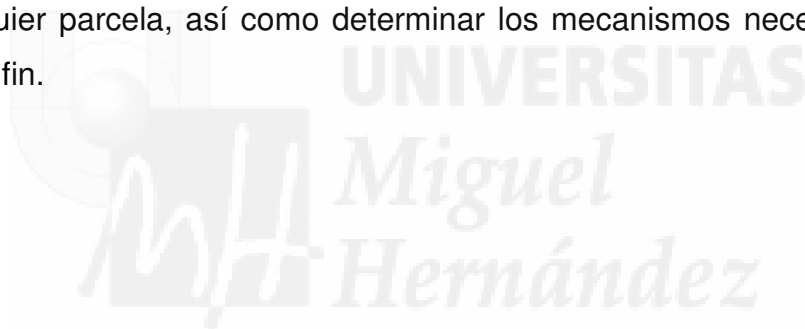 uier parcela, así como determinar los mecanismos nece
fin.
UNIVERSITAS
Miguel
Hernández